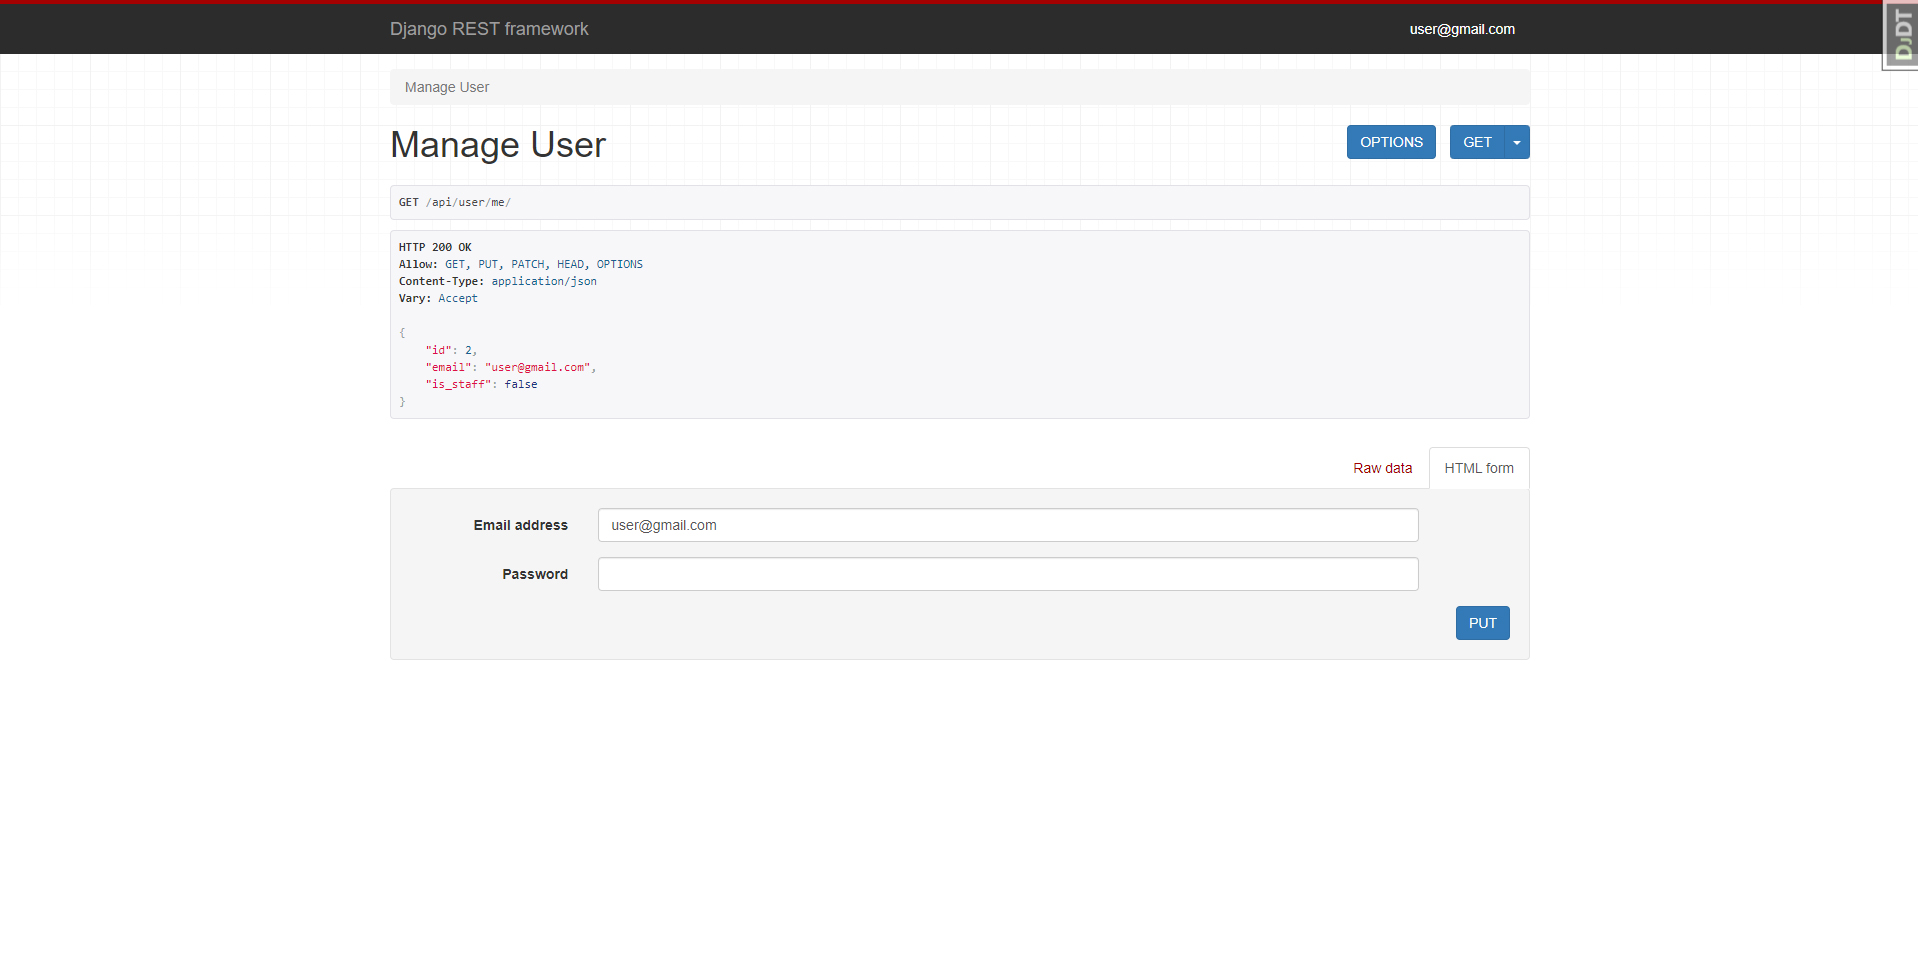 Django REST framework
user@gmail.com
DjDT
Manage User
Manage User
OPTIONS
GET
GET /api/user/me/
HTTP 200 OK
Allow: GET, PUT, PATCH, HEAD, OPTIONS
Content-Type: application/json
Vary: Accept
{
    "id": 2,
    "email": "user@gmail.com",
    "is_staff": false
}
Raw data
HTML form
Email address
user@gmail.com
Password
PUT